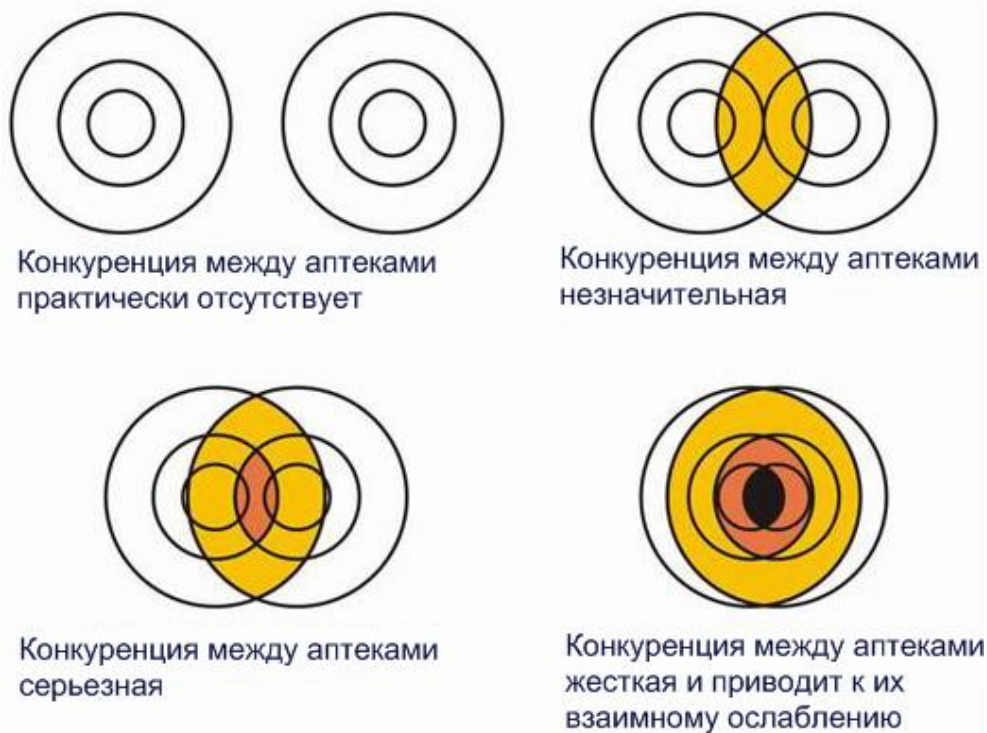 Конкуренция между аптеками
практически отсутствует
Конкуренция между аптеками
незначительная
Конкуренция между аптеками
серьезная
Конкуренция между аптеками
жесткая и приводит к их
взаимному ослаблению